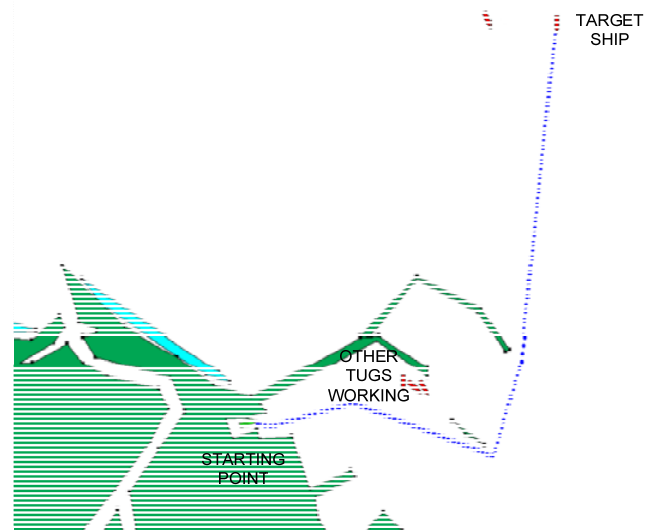 TARGET
SHIP
OTHER
TUGS
WORKING
STARTING
POINT